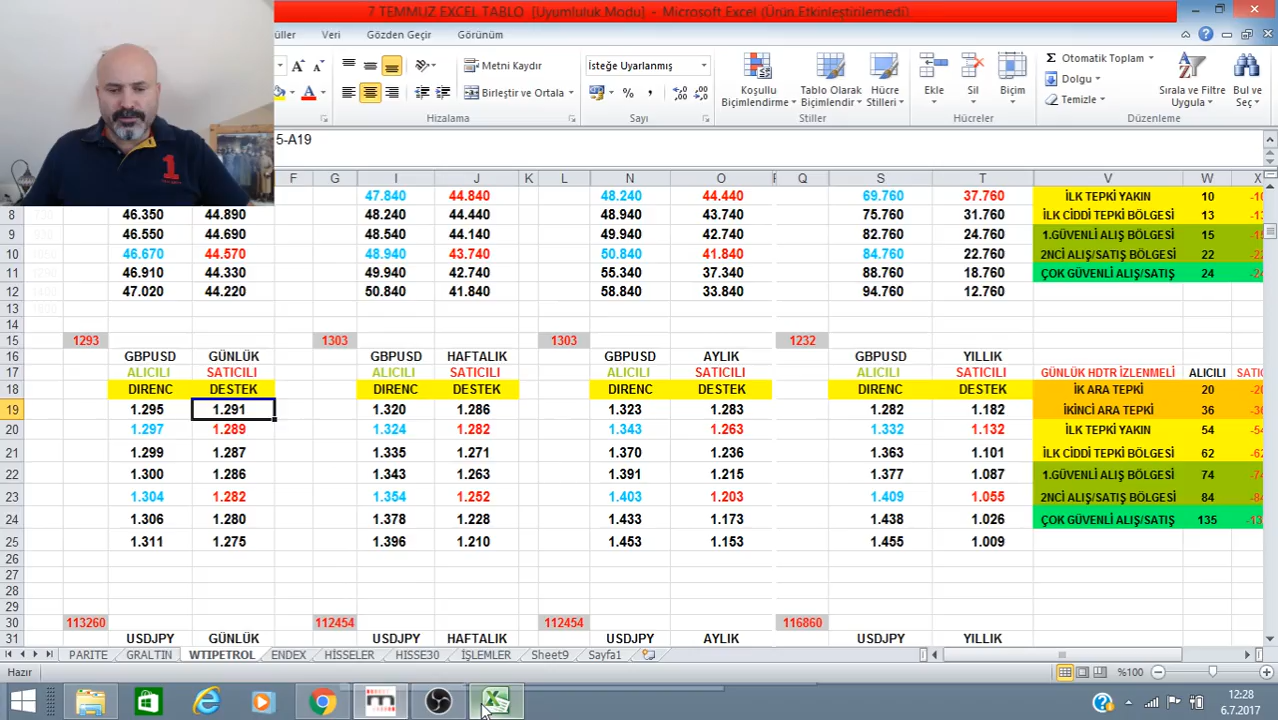 7 TEMMUZ EXCEL TABLO [Uyumluluk Modu] - Microsoft Excel (Ürün Etkinleştirilemedi)
üller Veri Gözden Geçir Görünüm
Metni Kaydır İsteğe Uyarlanmış Otomatik Toplam
Birleştir ve Ortala Koşullu Biçimlendirme Tablo Olarak Biçimlendir Hücre Stilleri Ekle Sil Biçim Dolgu Temizle Sırala ve Filtre Uygula Bul ve Seç
Hizalama Sayı Stiller Hücreler Düzenleme
5-A19
F G I J K L N O Q S T V W X
47.840 44.840 48.240 44.440 69.760 37.760 İLK TEPKİ YAKIN 10
8 46.350 44.890 48.240 44.440 48.940 43.740 75.760 31.760 İLK CİDDİ TEPKİ BÖLGESİ 13
9 46.550 44.690 48.540 44.140 49.940 42.740 82.760 24.760 1.GÜVENLİ ALIŞ BÖLGESİ 15
10 46.670 44.570 48.940 43.740 50.840 41.840 84.760 22.760 2NCİ ALIŞ/SATIŞ BÖLGESİ 22
11 46.910 44.330 49.940 42.740 55.340 37.340 88.760 18.760 ÇOK GÜVENLİ ALIŞ/SATIŞ 24
12 47.020 44.220 50.840 41.840 58.840 33.840 94.760 12.760
13
14
15 1293 1303 1303 1232
16 GBPUSD GÜNLÜK GBPUSD HAFTALIK GBPUSD AYLIK GBPUSD YILLIK
17 ALICILI SATICILI ALICILI SATICILI ALICILI SATICILI ALICILI SATICILI GÜNLÜK HDTR İZLENMELİ ALICILI
18 DIRENC DESTEK DIRENC DESTEK DIRENC DESTEK DIRENC DESTEK İK ARA TEPKİ 20
19 1.295 1.291 1.320 1.286 1.323 1.283 1.282 1.182 İKİNCİ ARA TEPKİ 36
20 1.297 1.289 1.324 1.282 1.343 1.263 1.332 1.132 İLK TEPKİ YAKIN 54
21 1.299 1.287 1.335 1.271 1.370 1.236 1.363 1.101 İLK CİDDİ TEPKİ BÖLGESİ 62
22 1.300 1.286 1.343 1.263 1.391 1.215 1.377 1.087 1.GÜVENLİ ALIŞ BÖLGESİ 74
23 1.304 1.282 1.354 1.252 1.403 1.203 1.409 1.055 2NCİ ALIŞ/SATIŞ BÖLGESİ 84
24 1.306 1.280 1.378 1.228 1.433 1.173 1.438 1.026 ÇOK GÜVENLİ ALIŞ/SATIŞ 135
25 1.311 1.275 1.396 1.210 1.453 1.153 1.455 1.009
26
27
28
29
30 113260 112454 112454 116860
31 USDJPY GÜNLÜK USDJPY HAFTALIK USDJPY AYLIK USDJPY YILLIK
PARITE GRALTIN WTIPETROL ENDEX HİSSELER HISSE30 İŞLEMLER Sheet9 Sayfa1
Hazır %100
12:28
6.7.2017